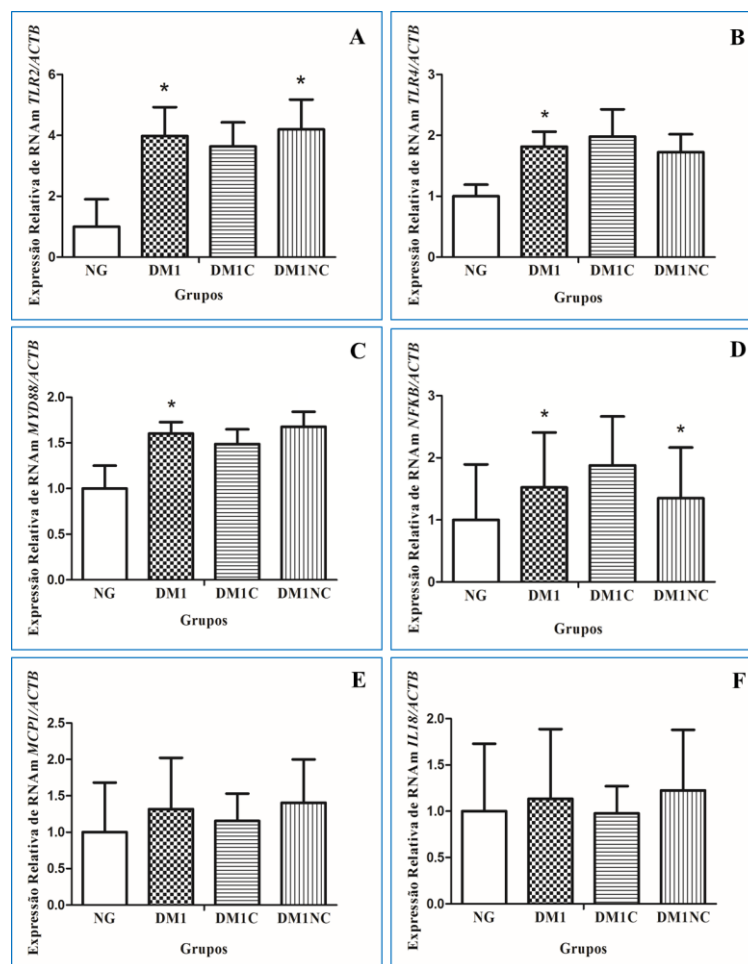 A
Expressão Relativa de RNAm TLR2/ACTB
6
4
2
0
*
*
NG DM1 DM1C DM1NC
Grupos
B
Expressão Relativa de RNAm TLR4/ACTB
3
2
1
0
*
NG DM1 DM1C DM1NC
Grupos
C
Expressão Relativa de RNAm MYD88/ACTB
2.0
1.5
1.0
0.5
0.0
*
NG DM1 DM1C DM1NC
Grupos
D
Expressão Relativa de RNAm NFKB/ACTB
3
2
1
0
*
*
NG DM1 DM1C DM1NC
Grupos
E
Expressão Relativa de RNAm MCP1/ACTB
2.5
2.0
1.5
1.0
0.5
0.0
NG DM1 DM1C DM1NC
Grupos
F
Expressão Relativa de RNAm IL18/ACTB
2.0
1.5
1.0
0.5
0.0
NG DM1 DM1C DM1NC
Grupos